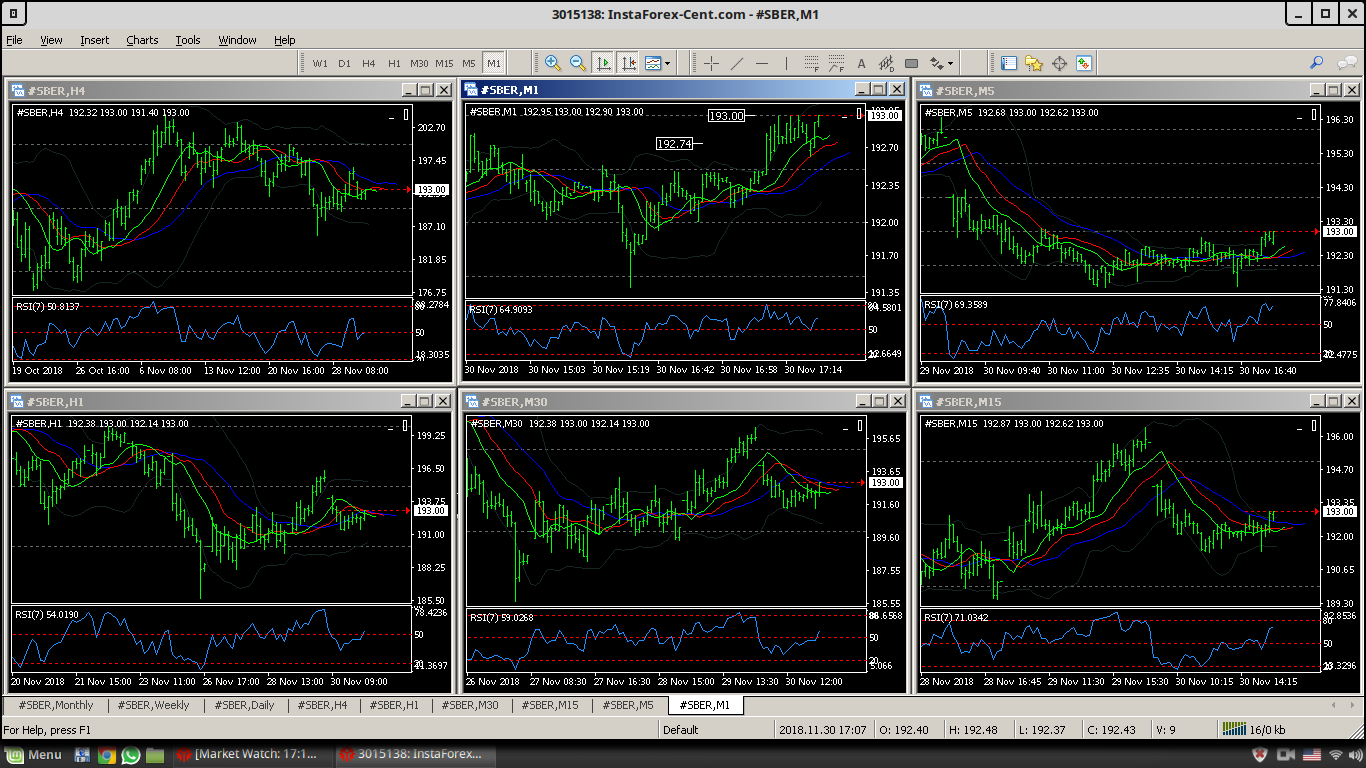 3015138: InstaForex-Cent.com - #SBER,M1
File View Insert Charts Tools Window Help
W1 D1 H4 H1 M30 M15 M5 M1
#SBER,H4
#SBER,H4 192.32 193.00 191.40 193.00
202.70
197.45
193.00
187.10
181.85
176.75
RSI(7) 50.8137
50
18.3035
19 Oct 2018 26 Oct 16:00 6 Nov 08:00 13 Nov 12:00 20 Nov 16:00 28 Nov 08:00
#SBER,M1
#SBER,M1 192.95 193.00 192.90 193.00
193.00
192.74
193.00
192.70
192.35
192.00
191.70
191.35
RSI(7) 64.9093
50
30 Nov 2018 30 Nov 15:03 30 Nov 15:19 30 Nov 16:42 30 Nov 16:58 30 Nov 17:14
#SBER,M5
#SBER,M5 192.68 193.00 192.62 193.00
196.30
195.30
194.30
193.30
193.00
192.30
191.30
RSI(7) 69.3589
77.8406
50
29 Nov 2018 30 Nov 09:40 30 Nov 11:00 30 Nov 12:35 30 Nov 14:15 30 Nov 16:40
#SBER,H1
#SBER,H1 192.38 193.00 192.14 193.00
199.25
196.50
193.75
193.00
191.00
188.25
185.50
RSI(7) 54.0190
78.4236
50
20 Nov 2018 21 Nov 15:00 23 Nov 11:00 26 Nov 17:00 28 Nov 13:00 30 Nov 09:00
#SBER,M30
#SBER,M30 192.38 193.00 192.14 193.00
195.65
193.65
193.00
191.60
189.60
187.55
185.55
RSI(7) 59.0268
50
20
5.066
26 Nov 2018 27 Nov 08:30 27 Nov 16:30 28 Nov 15:00 29 Nov 13:30 30 Nov 12:00
#SBER,M15
#SBER,M15 192.87 193.00 192.62 193.00
196.00
194.70
193.35
193.00
192.00
190.65
189.30
RSI(7) 71.0342
80
50
28 Nov 2018 28 Nov 16:45 29 Nov 11:30 29 Nov 15:30 30 Nov 10:15 30 Nov 14:15
#SBER,Monthly #SBER,Weekly #SBER,Daily #SBER,H4 #SBER,H1 #SBER,M30 #SBER,M15 #SBER,M5 #SBER,M1
For Help, press F1 Default 2018.11.30 17:07 O: 192.40 H: 192.48 L: 192.37 C: 192.43 V: 9 16/0 kb
Menu [Market Watch: 17:1... 3015138: InstaForex...